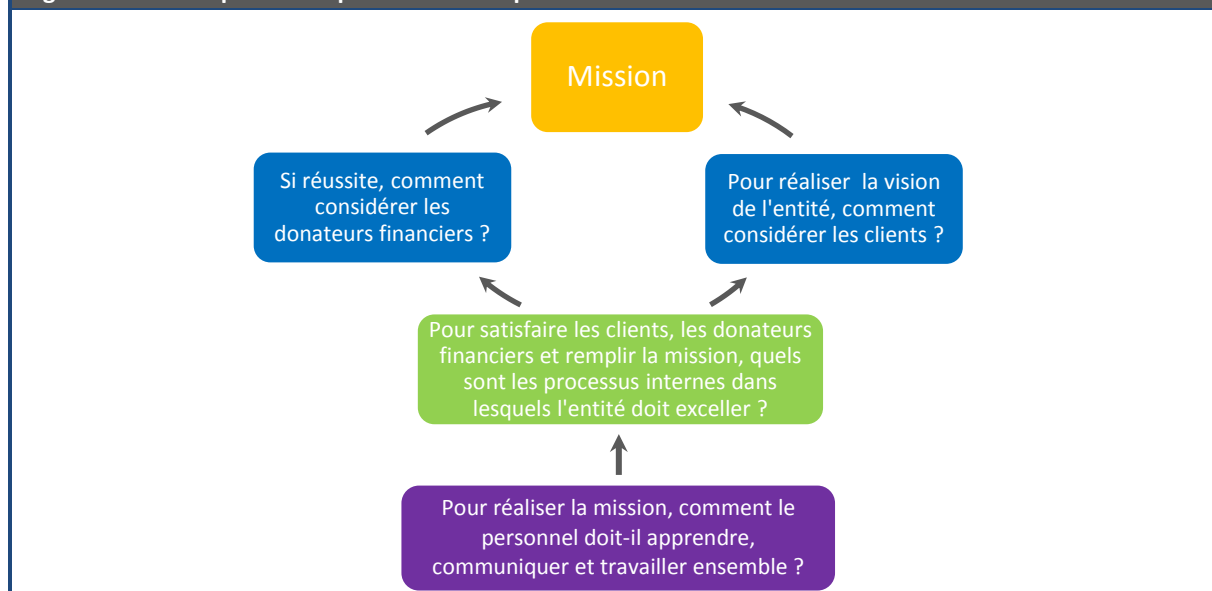 Mission
Si réussite, comment
considérer les
donateurs financiers ?
Pour réaliser la vision
de l'entité, comment
considérer les clients ?
Pour satisfaire les clients, les donateurs
financiers et remplir la mission, quels
sont les processus internes dans
lesquels l'entité doit exceller ?
Pour réaliser la mission, comment le
personnel doit-il apprendre,
communiquer et travailler ensemble ?